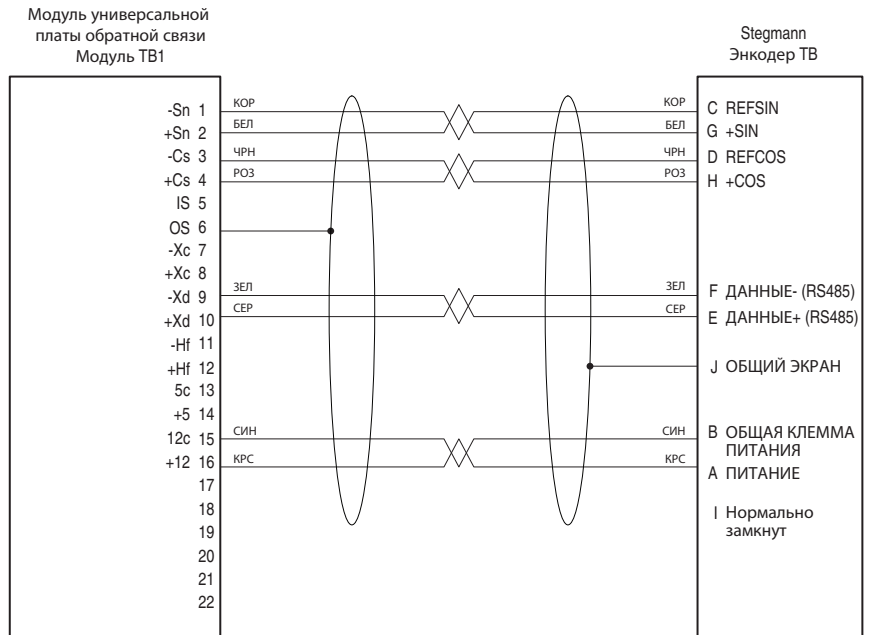 Модуль универсальной
платы обратной связи
Модуль TB1
Stegmann
Энкодер ТВ
-Sn 1 КОР КОР C REFSIN
+Sn 2 БЕЛ БЕЛ G +SIN
-Cs 3 ЧРН ЧРН D REFCOS
+Cs 4 РОЗ РОЗ H +COS
IS 5
OS 6
-Xc 7
+Xc 8
-Xd 9 ЗЕЛ ЗЕЛ F ДАННЫЕ- (RS485)
+Xd 10 СЕР СЕР E ДАННЫЕ+ (RS485)
-Hf 11
+Hf 12 J ОБЩИЙ ЭКРАН
5c 13
+5 14
12c 15 СИН СИН B ОБЩАЯ КЛЕММА
ПИТАНИЯ
+12 16 КРС КРС A ПИТАНИЕ
17
18 I Нормально
замкнут
19
20
21
22